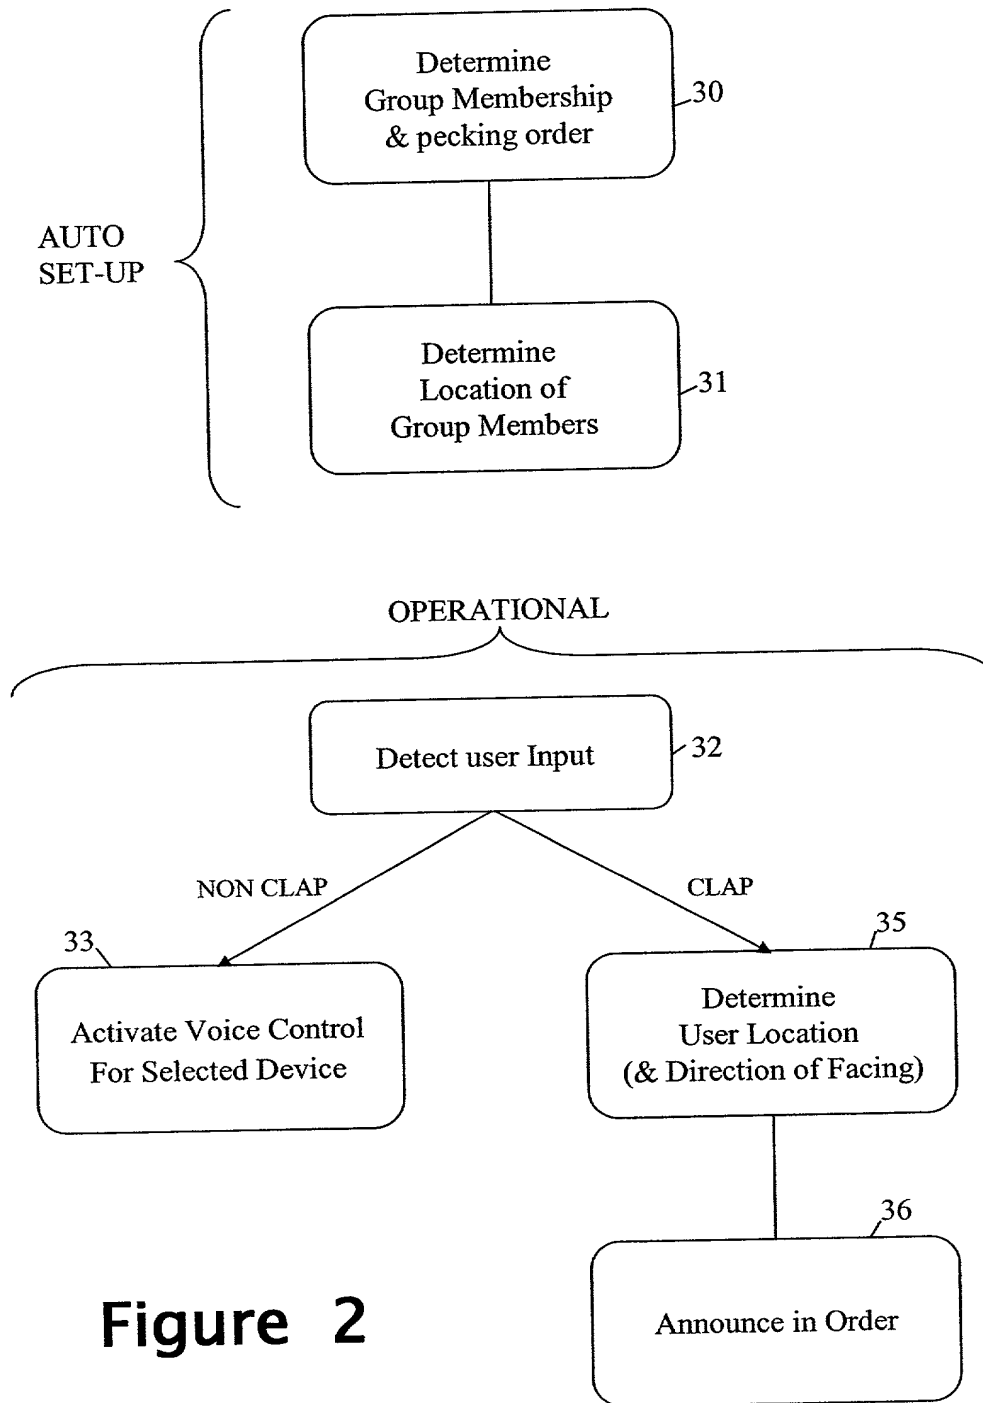 Determine
Group Membership
& pecking order
30
AUTO
SET-UP
Determine
Location of
Group Members
31
OPERATIONAL
Detect user Input
32
NON CLAP
CLAP
33
Activate Voice Control
For Selected Device
35
Determine
User Location
(& Direction of Facing)
36
Announce in Order
Figure 2